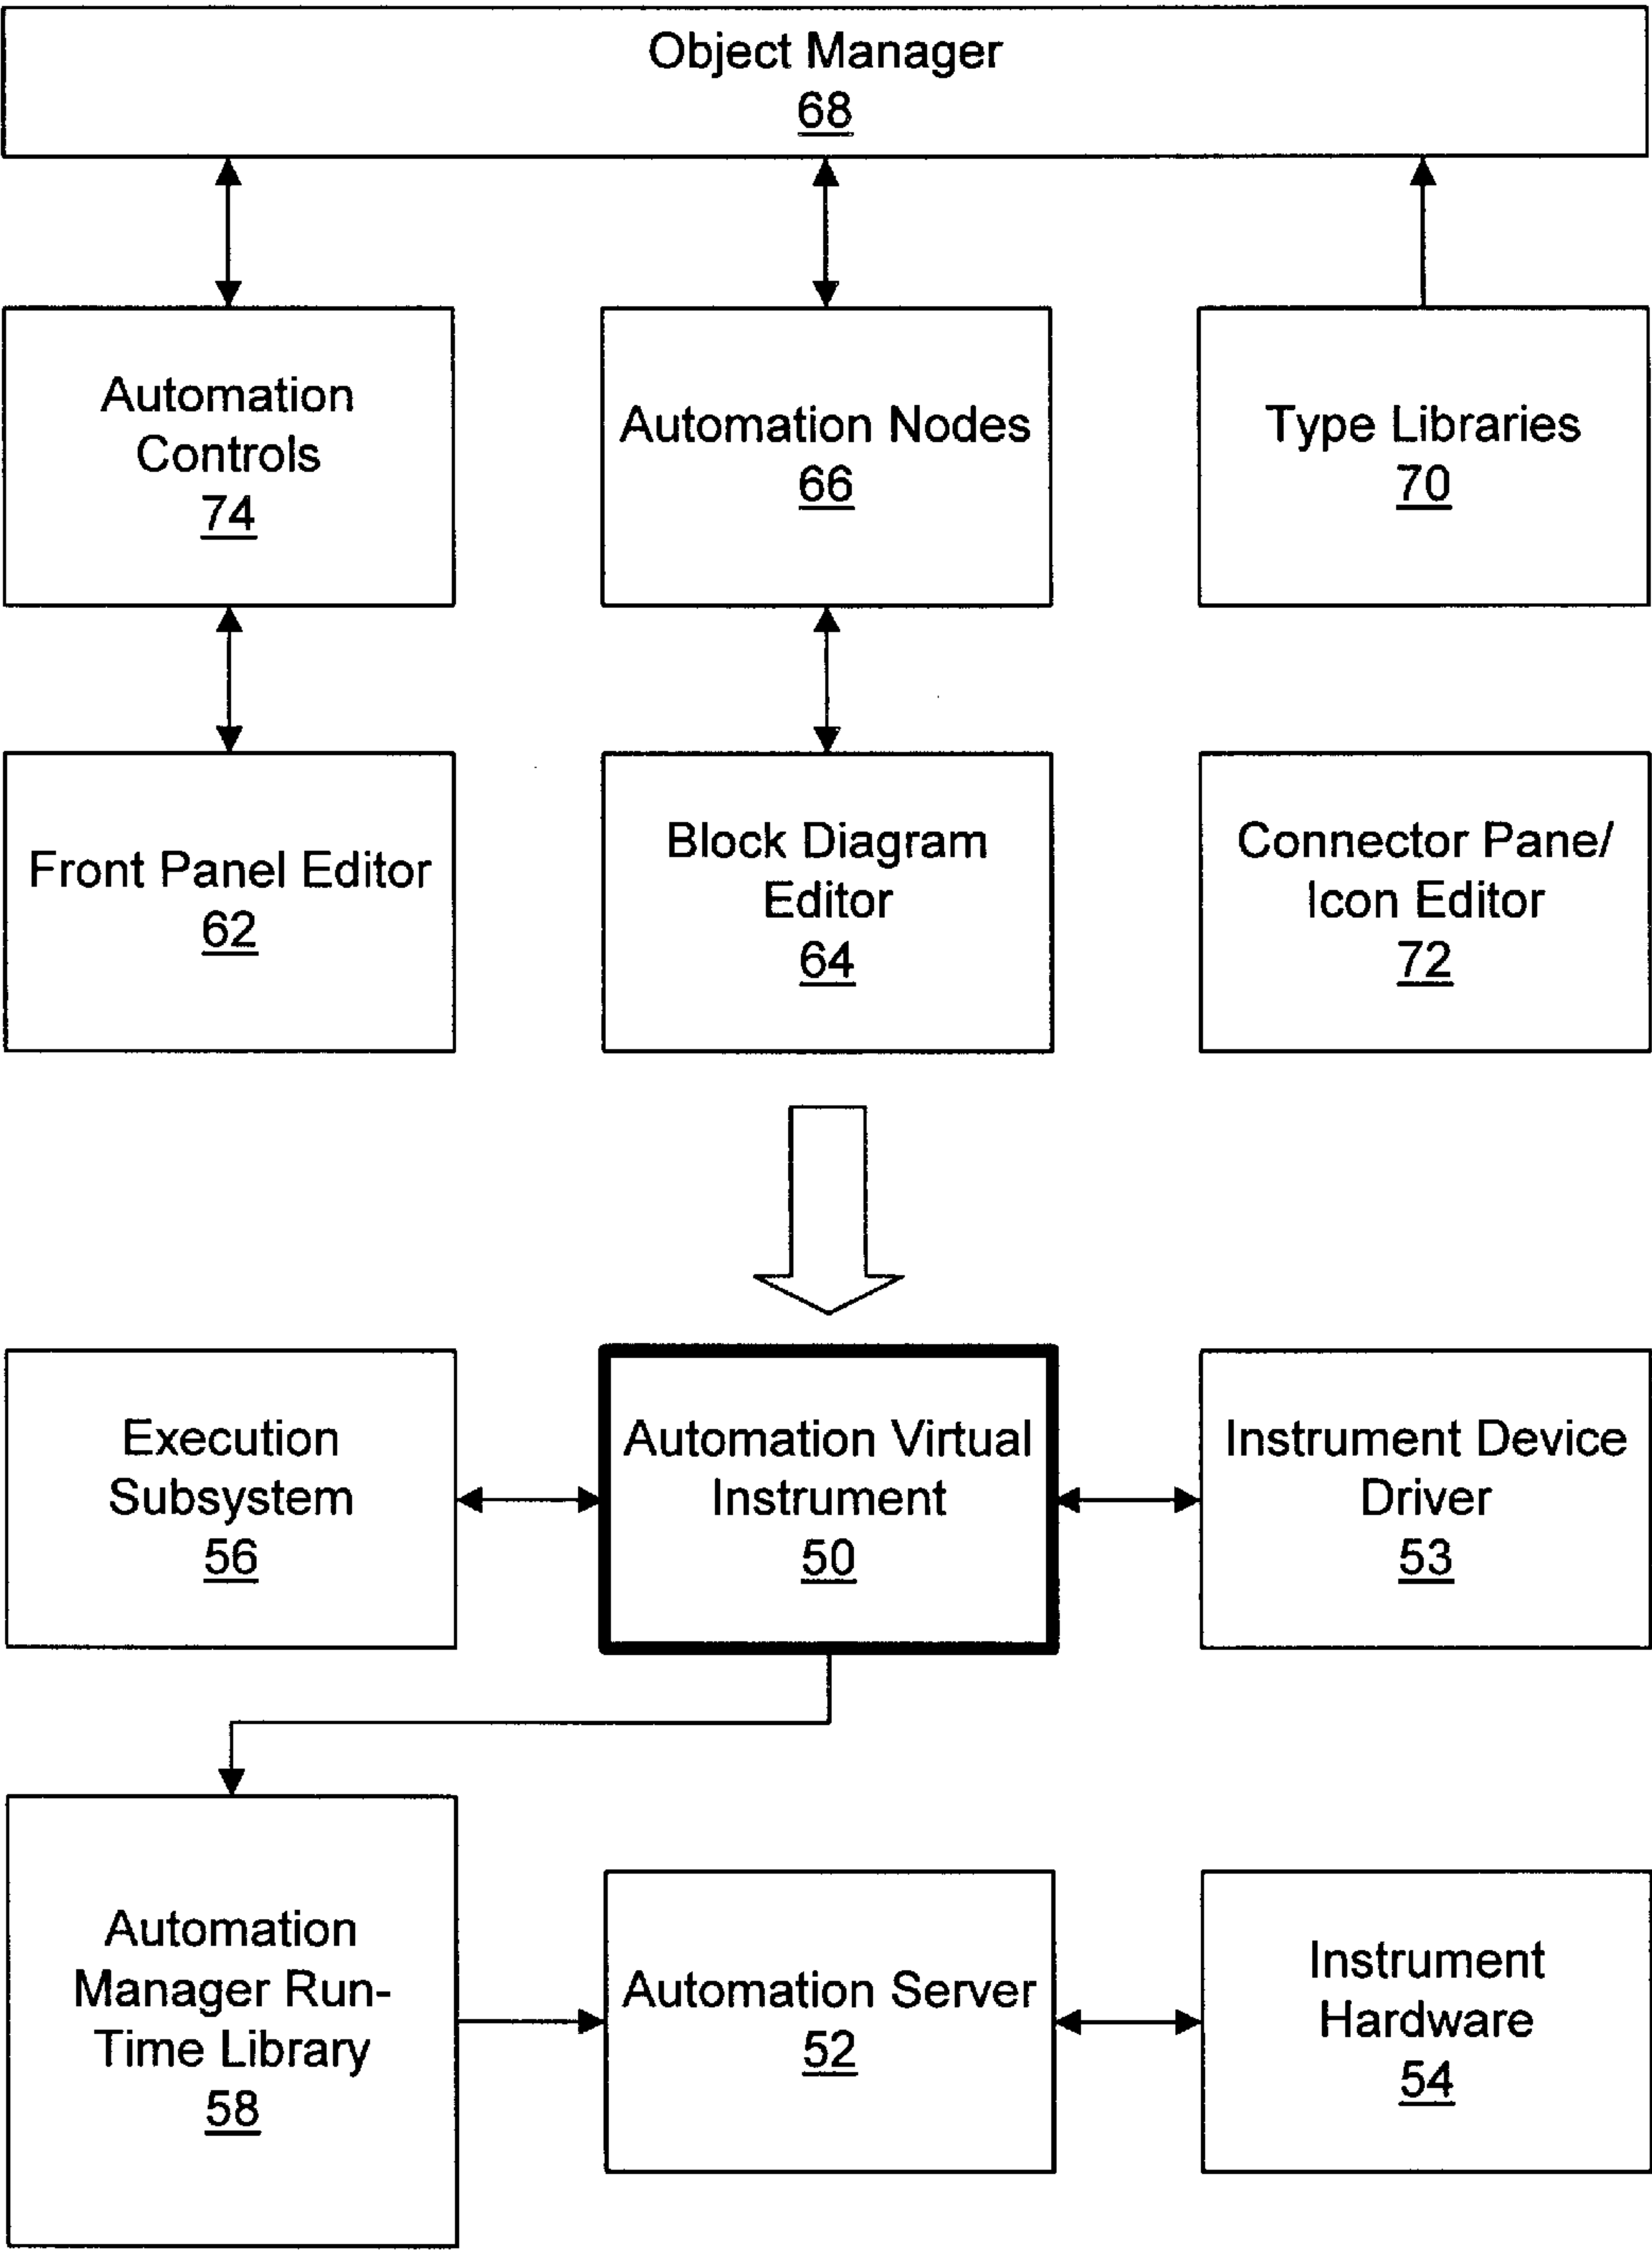 Object Manager
68
Automation
Controls
74
Automation Nodes
66
Type Libraries
70
Front Panel Editor
62
Block Diagram
Editor
64
Connector Pane/
Icon Editor
72
Execution
Subsystem
56
Automation Virtual
Instrument
50
Instrument Device
Driver
53
Automation
Manager Run-
Time Library
58
Automation Server
52
Instrument
Hardware
54